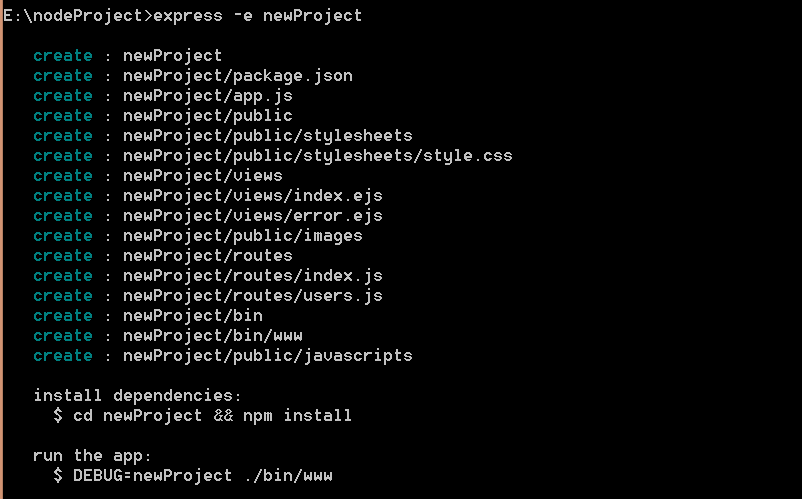 E:\nodeProject>express -e newProject
create : newProject
create : newProject/package.json
create : newProject/app.js
create : newProject/public
create : newProject/public/stylesheets
create : newProject/public/stylesheets/style.css
create : newProject/views
create : newProject/views/index.ejs
create : newProject/views/error.ejs
create : newProject/public/images
create : newProject/routes
create : newProject/routes/index.js
create : newProject/routes/users.js
create : newProject/bin
create : newProject/bin/www
create : newProject/public/javascripts
install dependencies:
$ cd newProject && npm install
run the app:
$ DEBUG=newProject ./bin/www